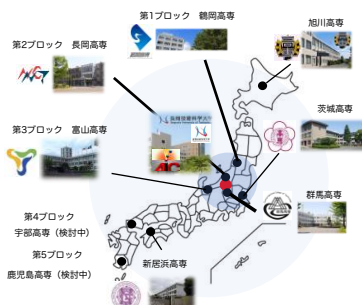 第1ブロック 鶴岡高専
旭川高専
第2ブロック 長岡高専
茨城高専
第3ブロック 富山高専
群馬高専
第4ブロック
宇部高専(検討中)
第5ブロック
鹿児島高専(検討中)
新居浜高専